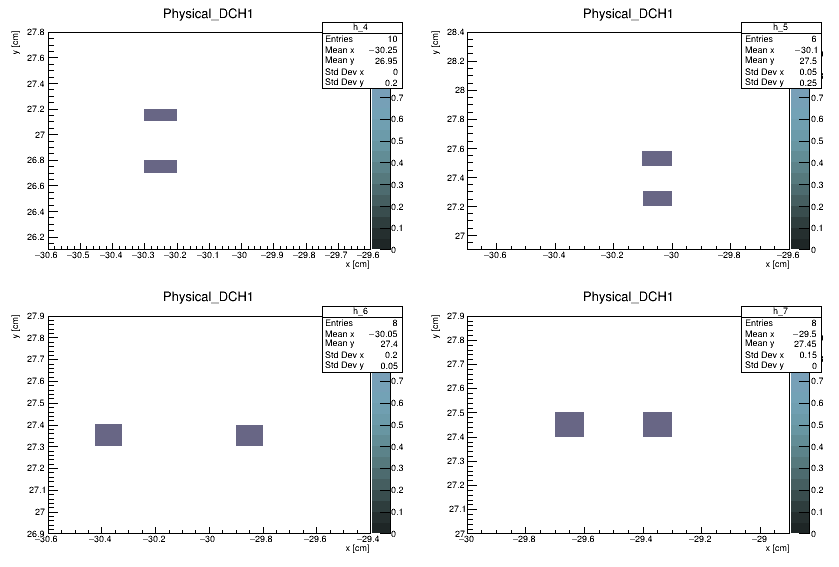 Physical_DCH1
h_4
Entries 10
Mean x −30.25
Mean y 26.95
Std Dev x 0
Std Dev y 0.2
y [cm]
27.8
27.6
27.4
27.2
27
26.8
26.6
26.4
26.2
−30.6 −30.5 −30.4 −30.3 −30.2 −30.1 −30 −29.9 −29.8 −29.7 −29.6
x [cm]
0.7
0.6
0.5
0.4
0.3
0.2
0.1
0
Physical_DCH1
h_5
Entries 6
Mean x −30.1
Mean y 27.5
Std Dev x 0.05
Std Dev y 0.25
y [cm]
28.4
28.2
28
27.8
27.6
27.4
27.2
27
−30.6 −30.4 −30.2 −30 −29.8 −29.6
x [cm]
0.7
0.6
0.5
0.4
0.3
0.2
0.1
0
Physical_DCH1
h_6
Entries 8
Mean x −30.05
Mean y 27.4
Std Dev x 0.2
Std Dev y 0.05
y [cm]
27.9
27.8
27.7
27.6
27.5
27.4
27.3
27.2
27.1
27
26.9
−30.6 −30.4 −30.2 −30 −29.8 −29.6 −29.4
x [cm]
0.7
0.6
0.5
0.4
0.3
0.2
0.1
0
Physical_DCH1
h_7
Entries 8
Mean x −29.5
Mean y 27.45
Std Dev x 0.15
Std Dev y 0
y [cm]
27.9
27.8
27.7
27.6
27.5
27.4
27.3
27.2
27.1
27
−30 −29.8 −29.6 −29.4 −29.2 −29
x [cm]
0.7
0.6
0.5
0.4
0.3
0.2
0.1
0